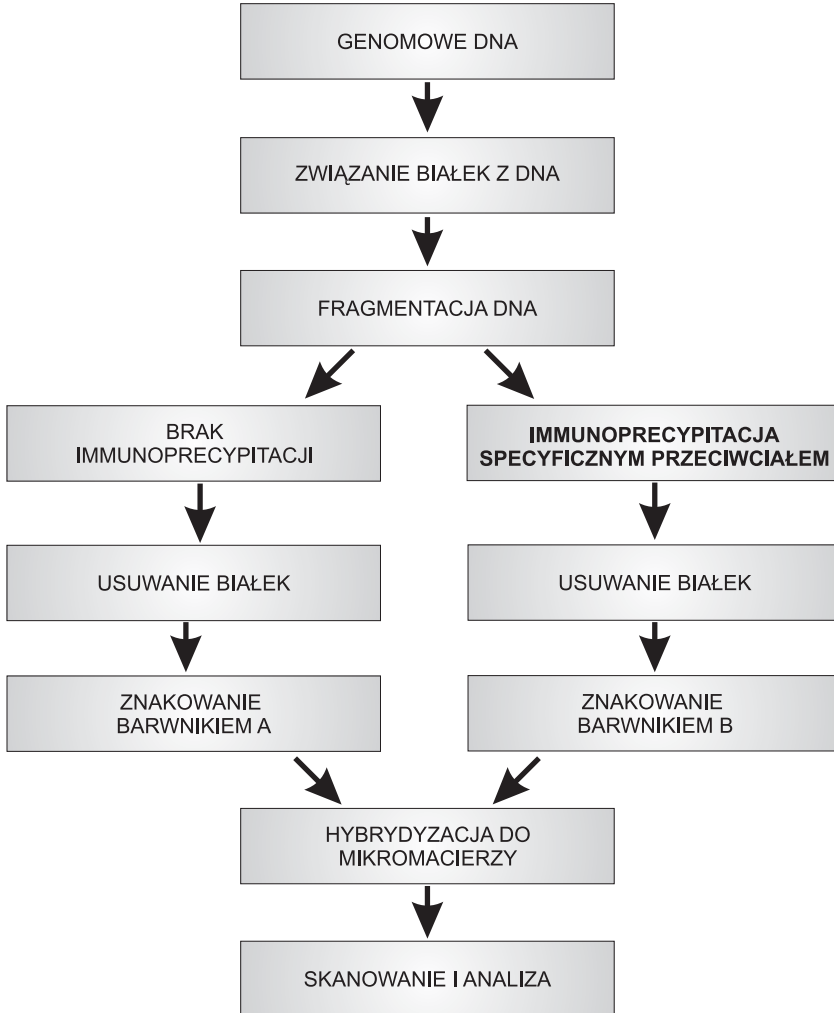 GENOMOWE DNA
ZWIĄZANIE BIAŁEK Z DNA
FRAGMENTACJA DNA
BRAK
IMMUNOPRECYPITACJI
IMMUNOPRECYPITACJA
SPECYFICZNYM PRZECIWCIAŁEM
USUWANIE BIAŁEK
USUWANIE BIAŁEK
ZNAKOWANIE
BARWNIKIEM A
ZNAKOWANIE
BARWNIKIEM B
HYBRYDYZACJA DO
MIKROMACIERZY
SKANOWANIE I ANALIZA